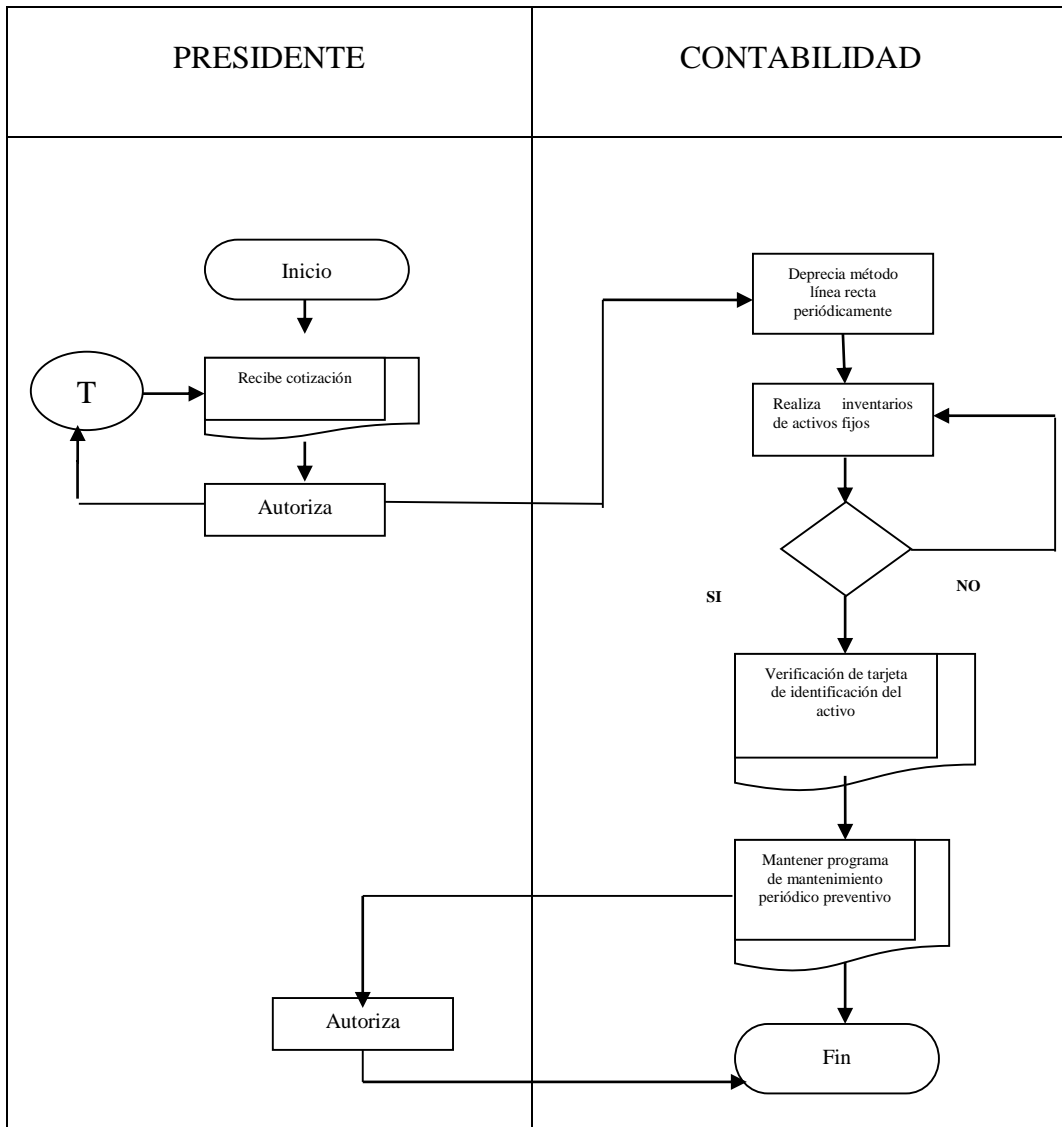 PRESIDENTE
CONTABILIDAD
Inicio
T
Recibe cotización
Autoriza
Deprecia método
línea recta
periódicamente
Realiza inventarios
de activos fijos
SI
NO
Verificación de tarjeta
de identificación del
activo
Mantener programa
de mantenimiento
periódico preventivo
Autoriza
Fin